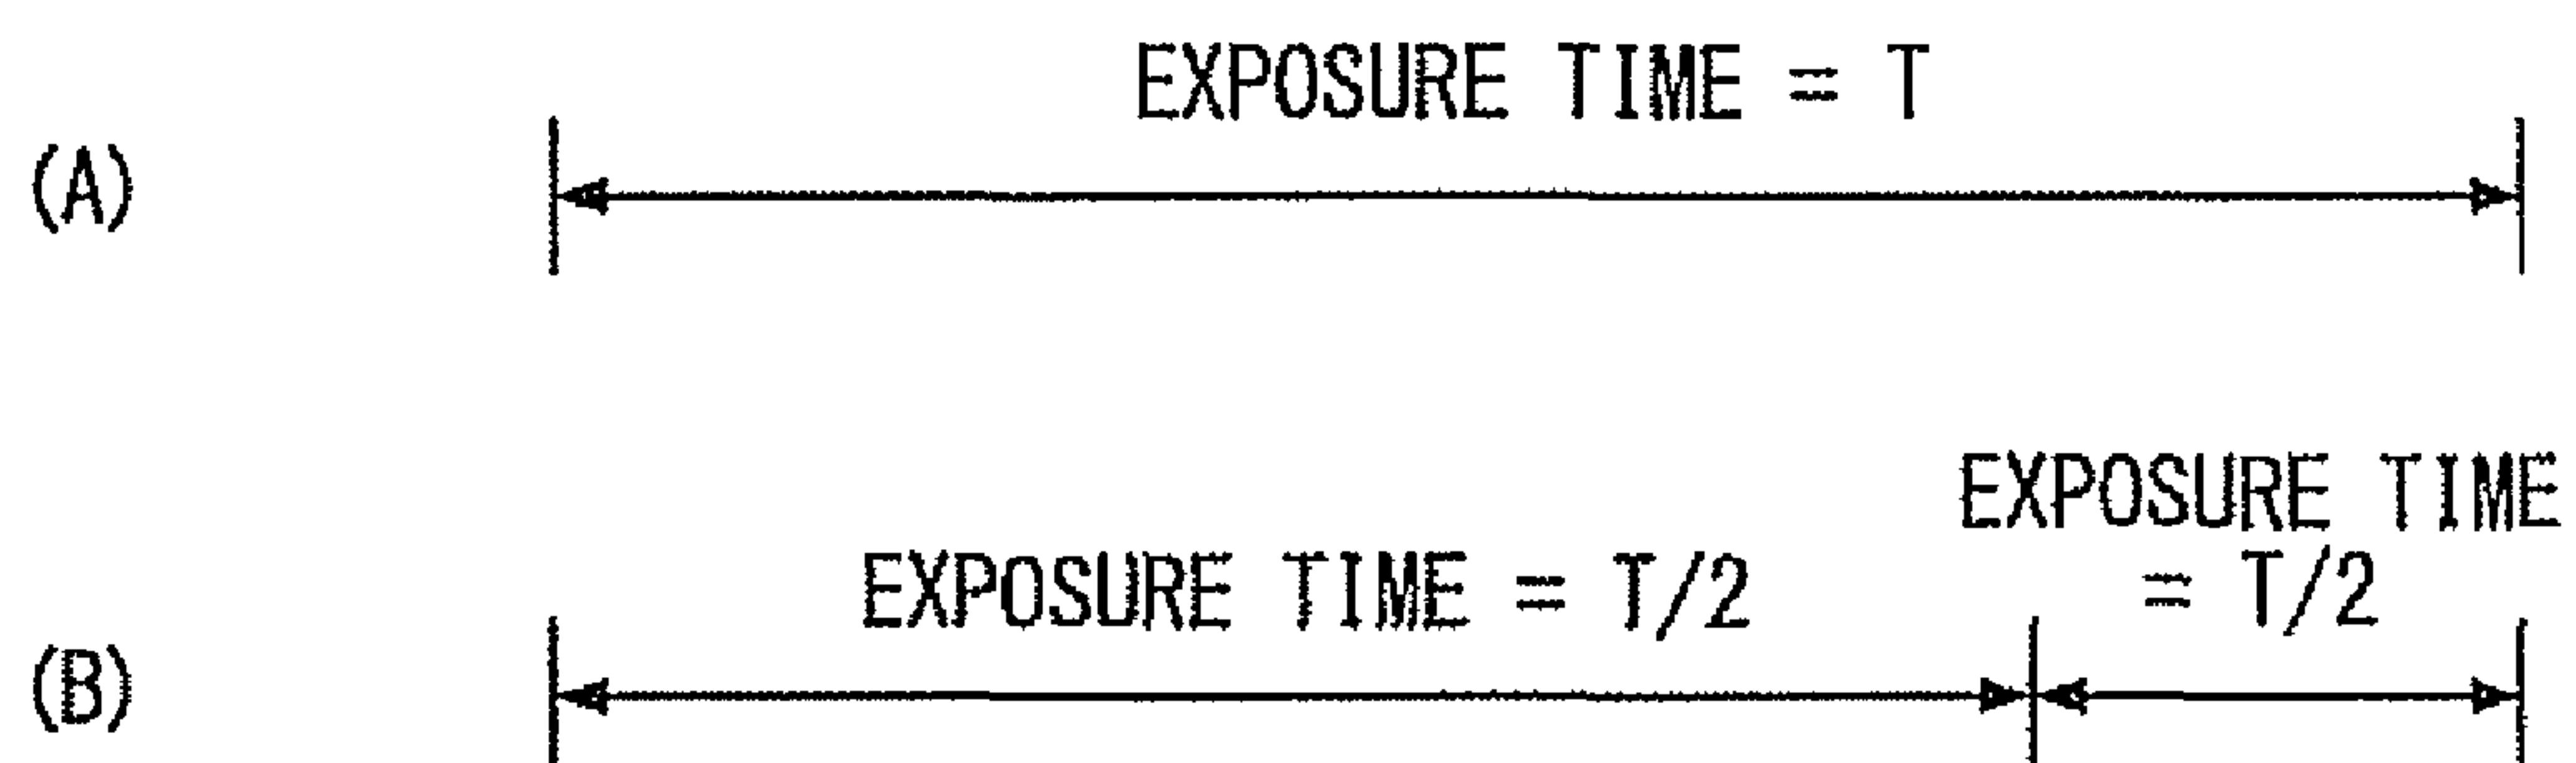 EXPOSURE TIME = T
(A)
EXPOSURE TIME
= T/2
EXPOSURE TIME = T/2
(B)